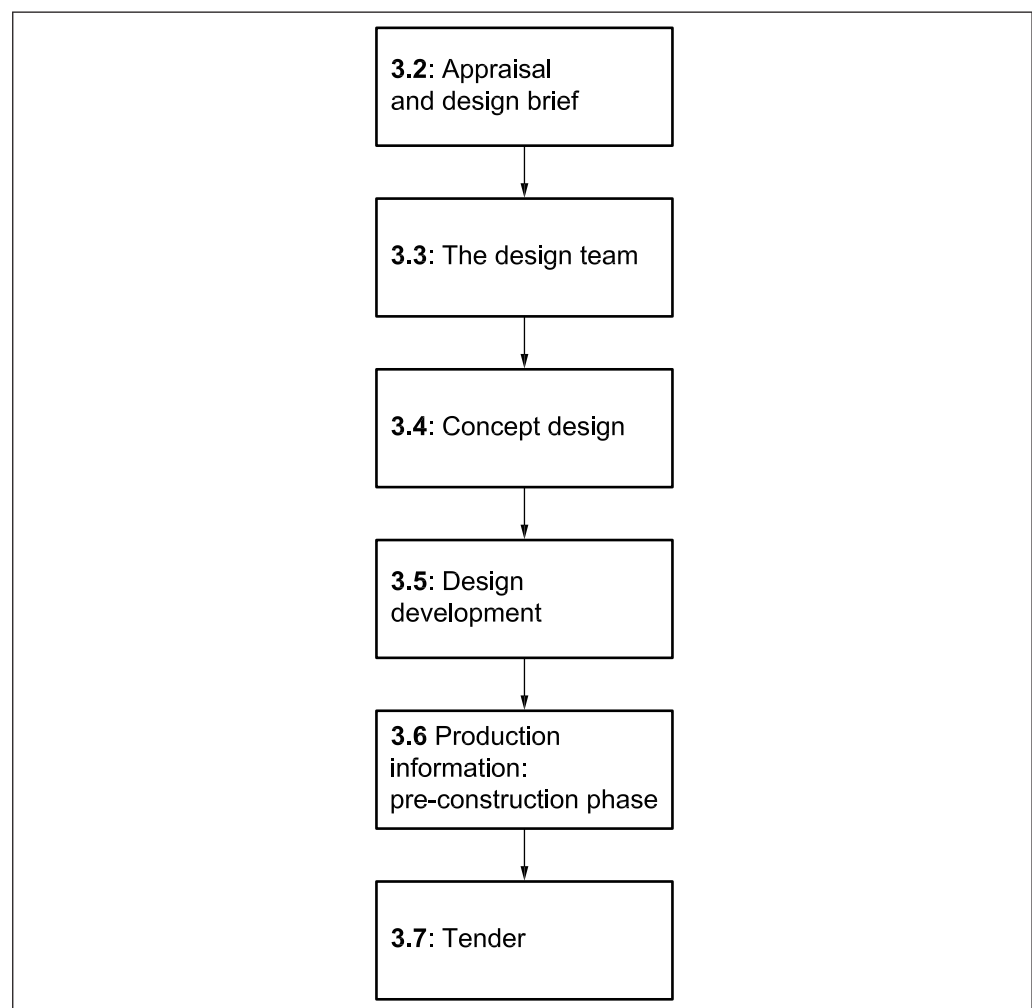 3.2: Appraisal
and design brief
3.3: The design team
3.4: Concept design
3.5: Design
development
3.6 Production
information:
pre-construction phase
3.7: Tender